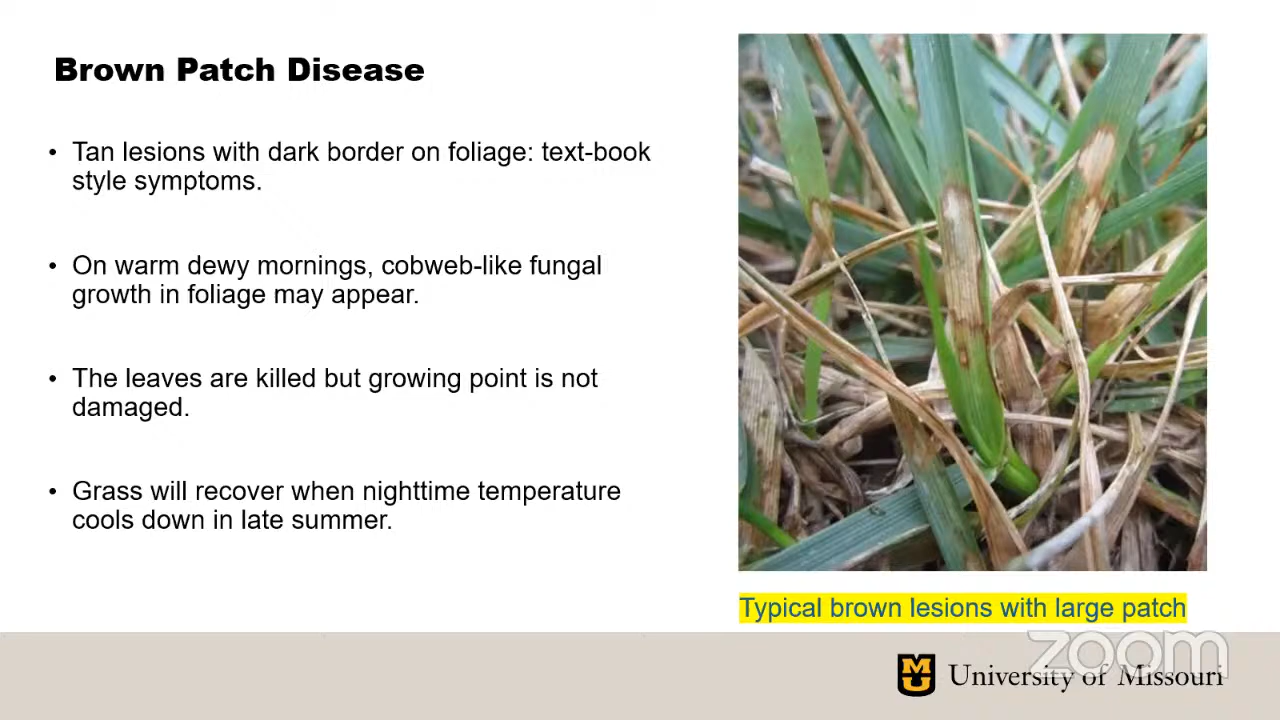 Brown Patch Disease
• Tan lesions with dark border on foliage: text-book
style symptoms.
• On warm dewy mornings, cobweb-like fungal
growth in foliage may appear.
• The leaves are killed but growing point is not
damaged.
• Grass will recover when nighttime temperature
cools down in late summer.
Typical brown lesions with large patch
zoom
MU
University of Missouri